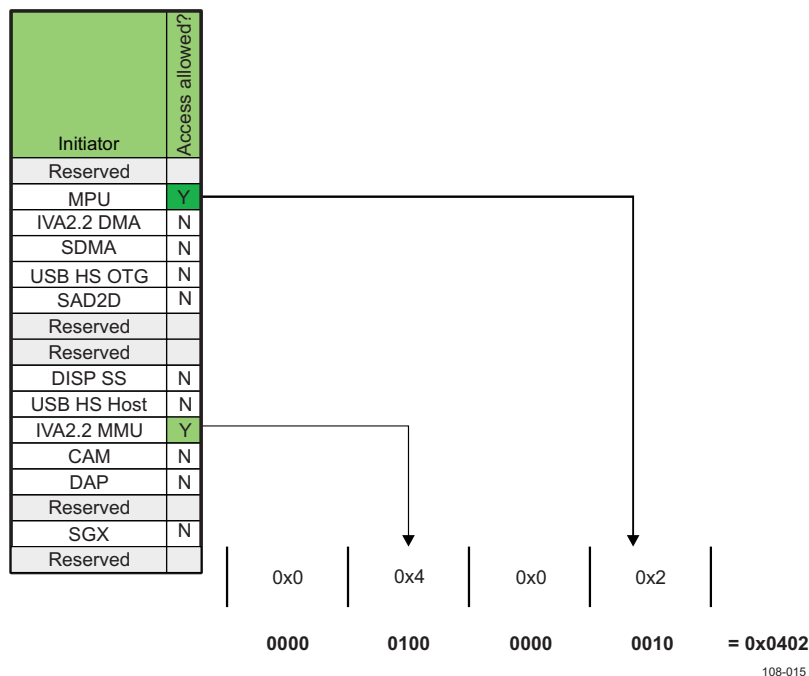 Initiator Access allowed?
Reserved
MPU Y
IVA2.2 DMA N
SDMA N
USB HS OTG N
SAD2D N
Reserved
Reserved
DISP SS N
USB HS Host N
IVA2.2 MMU Y
CAM N
DAP N
Reserved
SGX N
Reserved
0x0 0x4 0x0 0x2
0000 0100 0000 0010 = 0x0402
108-015